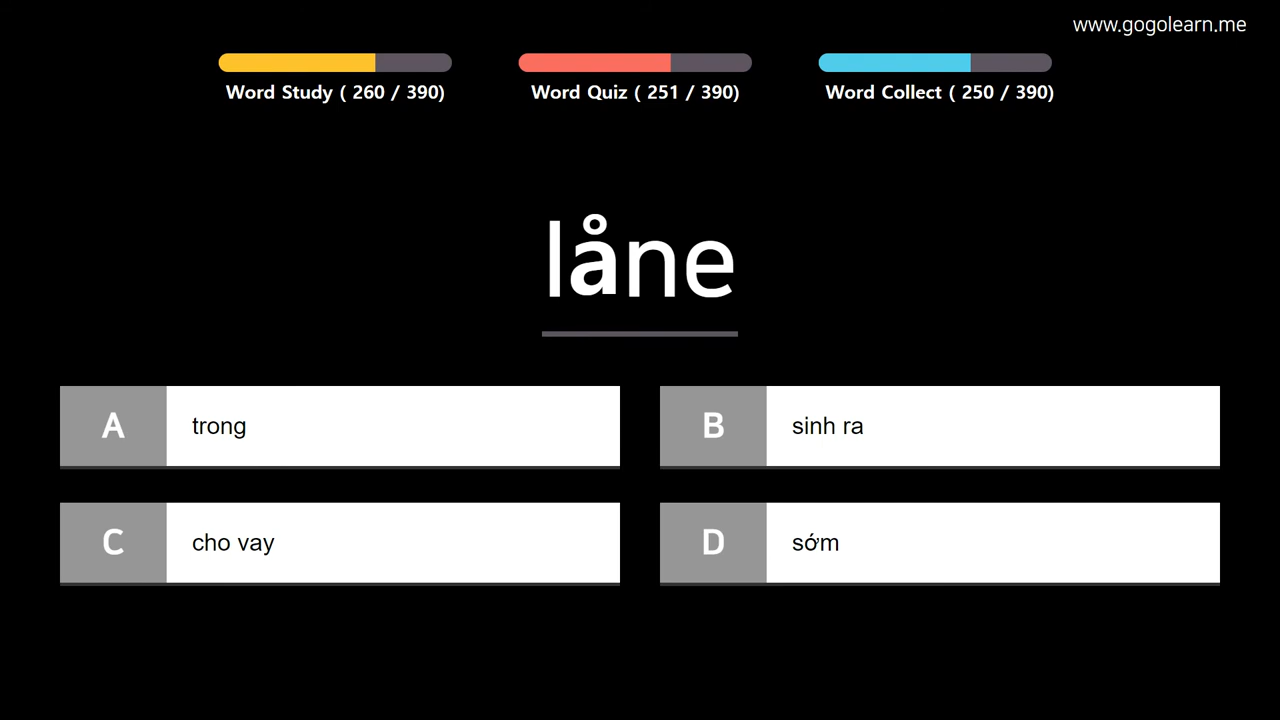 www.gogolearn.me
Word Study ( 260 / 390)
Word Quiz ( 251 / 390)
Word Collect ( 250 / 390)
låne
A trong
B sinh ra
C cho vay
D sớm